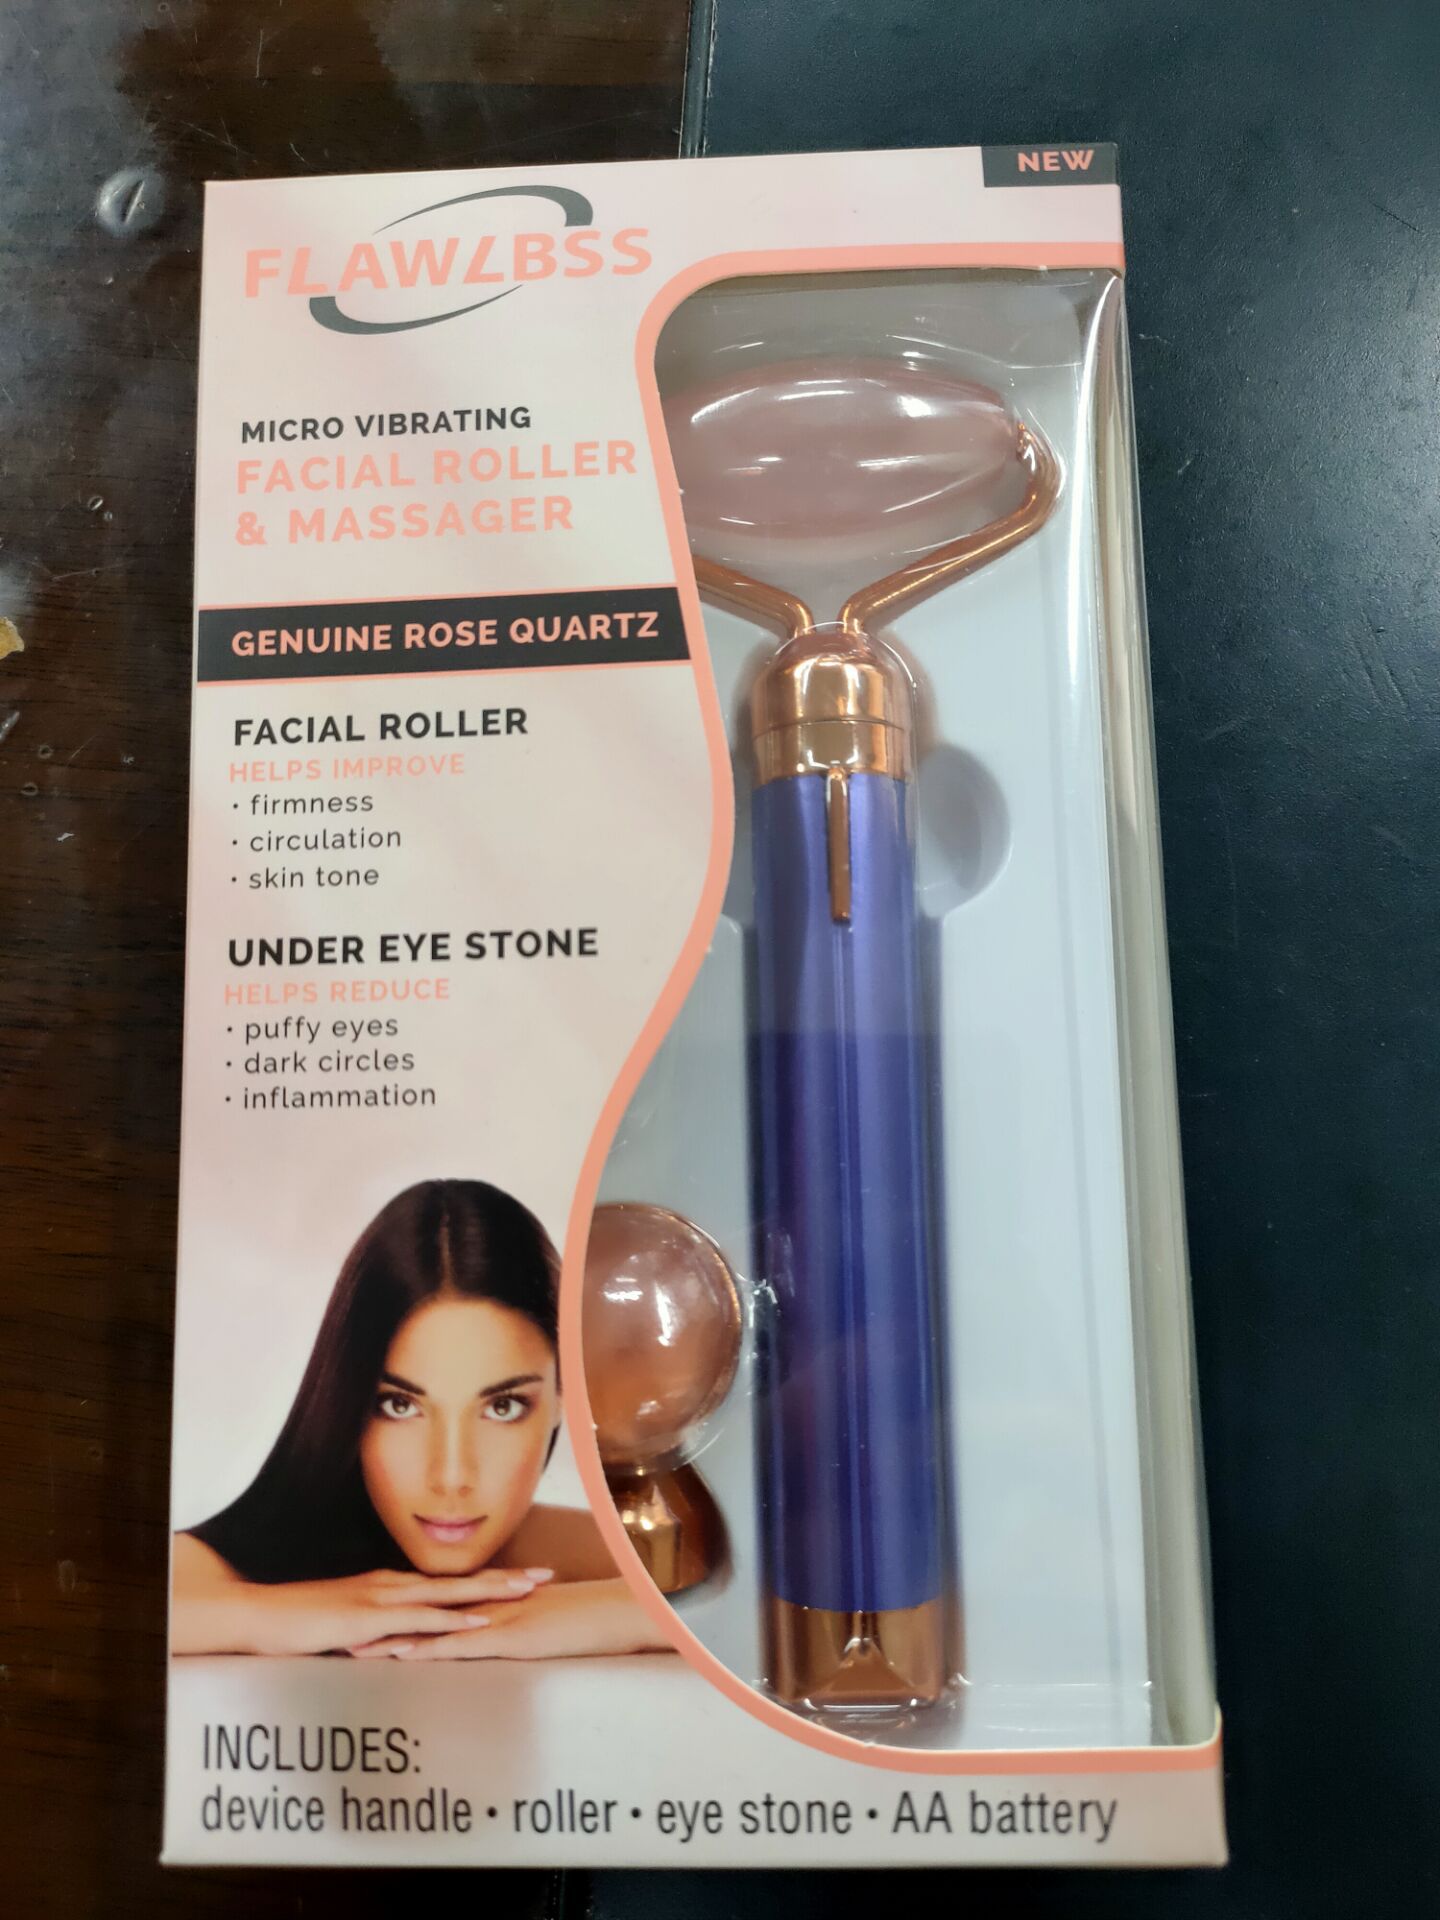 NEW
FLAWLBSS
MICRO VIBRATING
FACIAL ROLLER
& MASSAGER
GENUINE ROSE QUARTZ
FACIAL ROLLER
HELPS IMPROVE
• firmness
• circulation
• skin tone
UNDER EYE STONE
HELPS REDUCE
• puffy eyes
• dark circles
• inflammation
INCLUDES:
device handle • roller • eye stone • AA battery